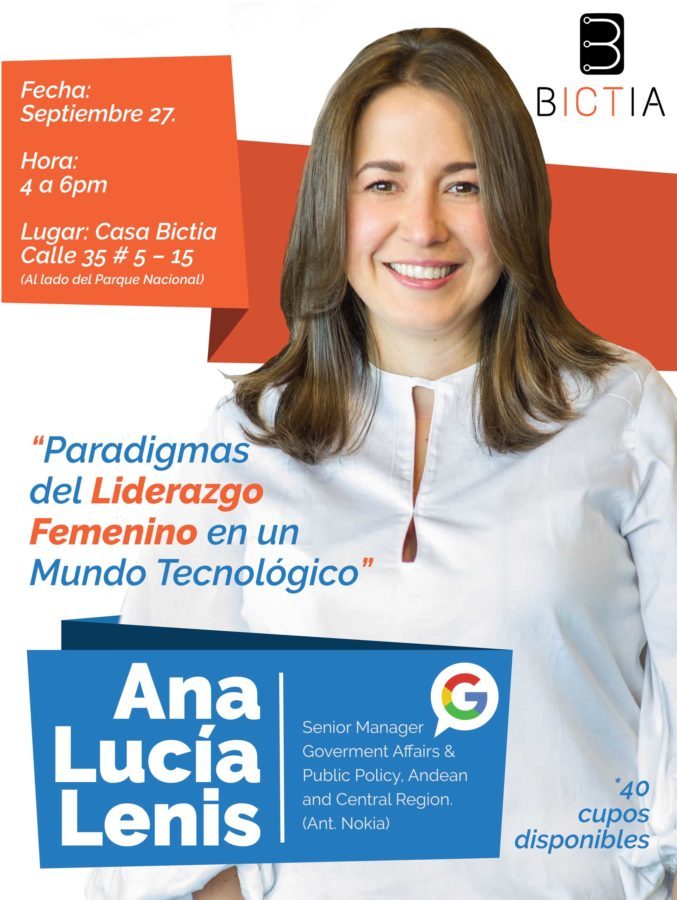 BICTIA
Fecha:
Septiembre 27.
Hora:
4 a 6pm
Lugar: Casa Bictia
Calle 35 # 5 – 15
(Al lado del Parque Nacional)
“Paradigmas
del Liderazgo
Femenino en un
Mundo Tecnológico”
Ana
Lucía
Lenis
G
Senior Manager
Goverment Affairs &
Public Policy, Andean
and Central Region.
(Ant. Nokia)
*40
cupos
disponibles